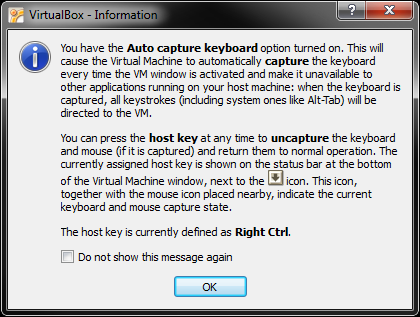 VirtualBox - Information
You have the Auto capture keyboard option turned on. This will
cause the Virtual Machine to automatically capture the keyboard
every time the VM window is activated and make it unavailable to
other applications running on your host machine: when the keyboard
is captured, all keystrokes (including system ones like Alt-Tab) will be
directed to the VM.
You can press the host key at any time to uncapture the keyboard
and mouse (if it is captured) and return them to normal operation. The
currently assigned host key is shown on the status bar at the bottom
of the Virtual Machine window, next to the icon. This icon,
together with the mouse icon placed nearby, indicate the current
keyboard and mouse capture state.
The host key is currently defined as Right Ctrl.
Do not show this message again
OK